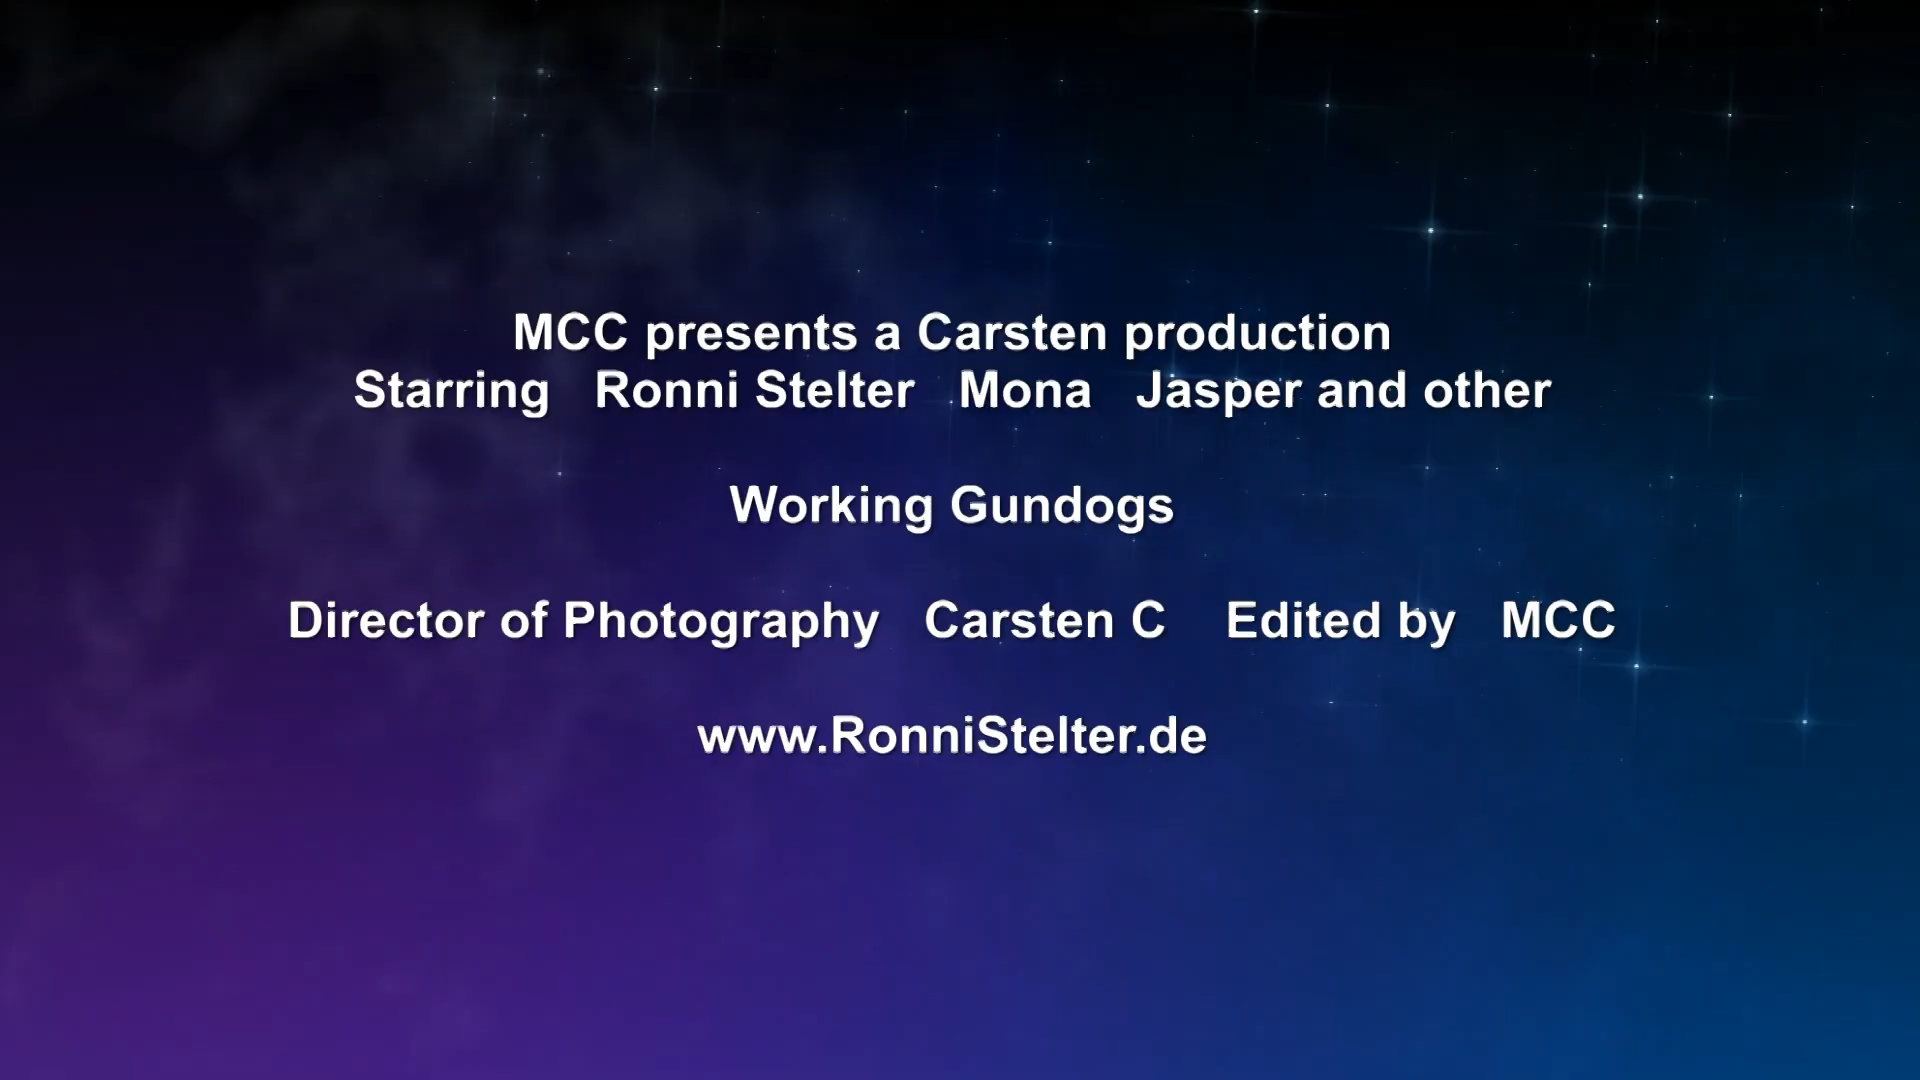 MCC presents a Carsten production
Starring Ronni Stelter Mona Jasper and other
Working Gundogs
Director of Photography Carsten C Edited by MCC
www.RonniStelter.de